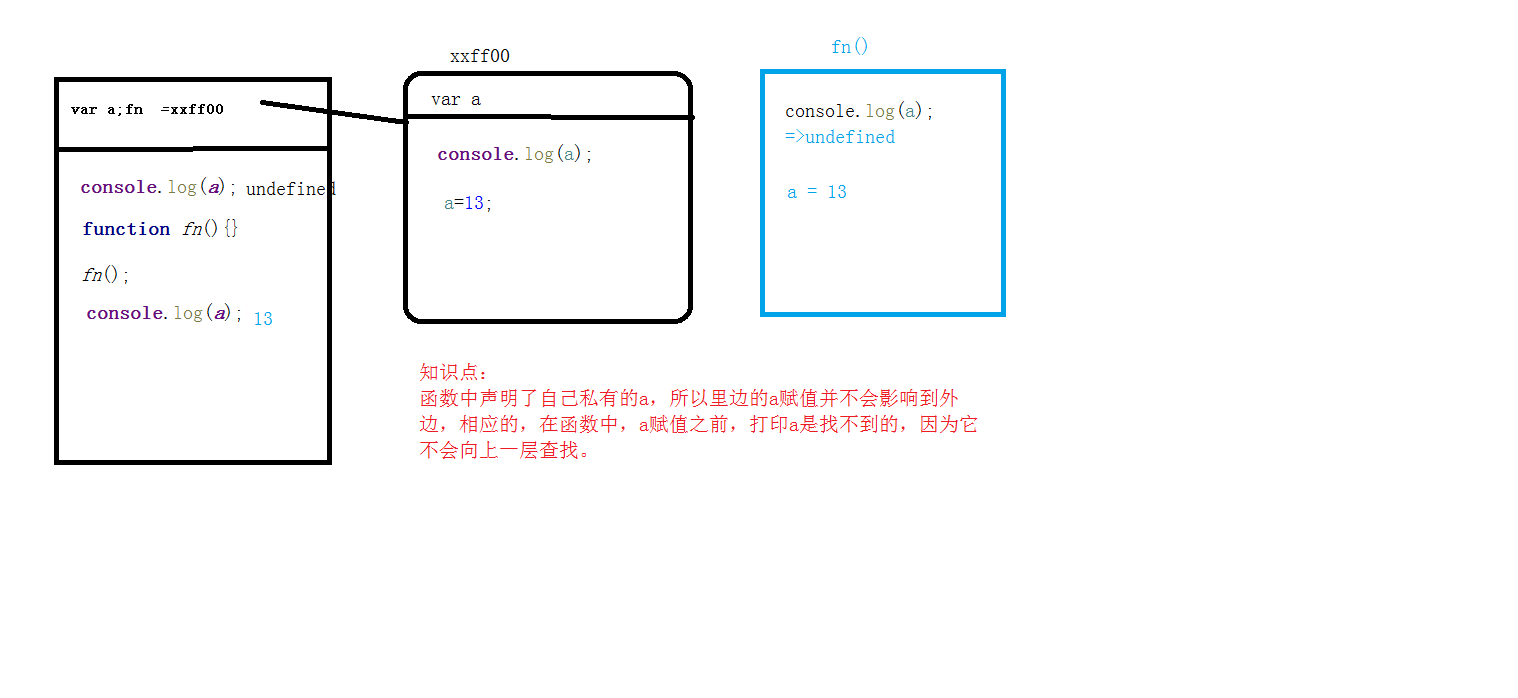 xxff00
fn()
var a;fn  =xxff00
console.log(a); undefined
function fn(){}
fn();
console.log(a); 13
var a
console.log(a);
a=13;
console.log(a);
=>undefined
a = 13
知识点:
函数中声明了自己私有的a，所以里边的a赋值并不会影响到外
边，相应的，在函数中，a赋值之前，打印a是找不到的，因为它
不会向上一层查找。